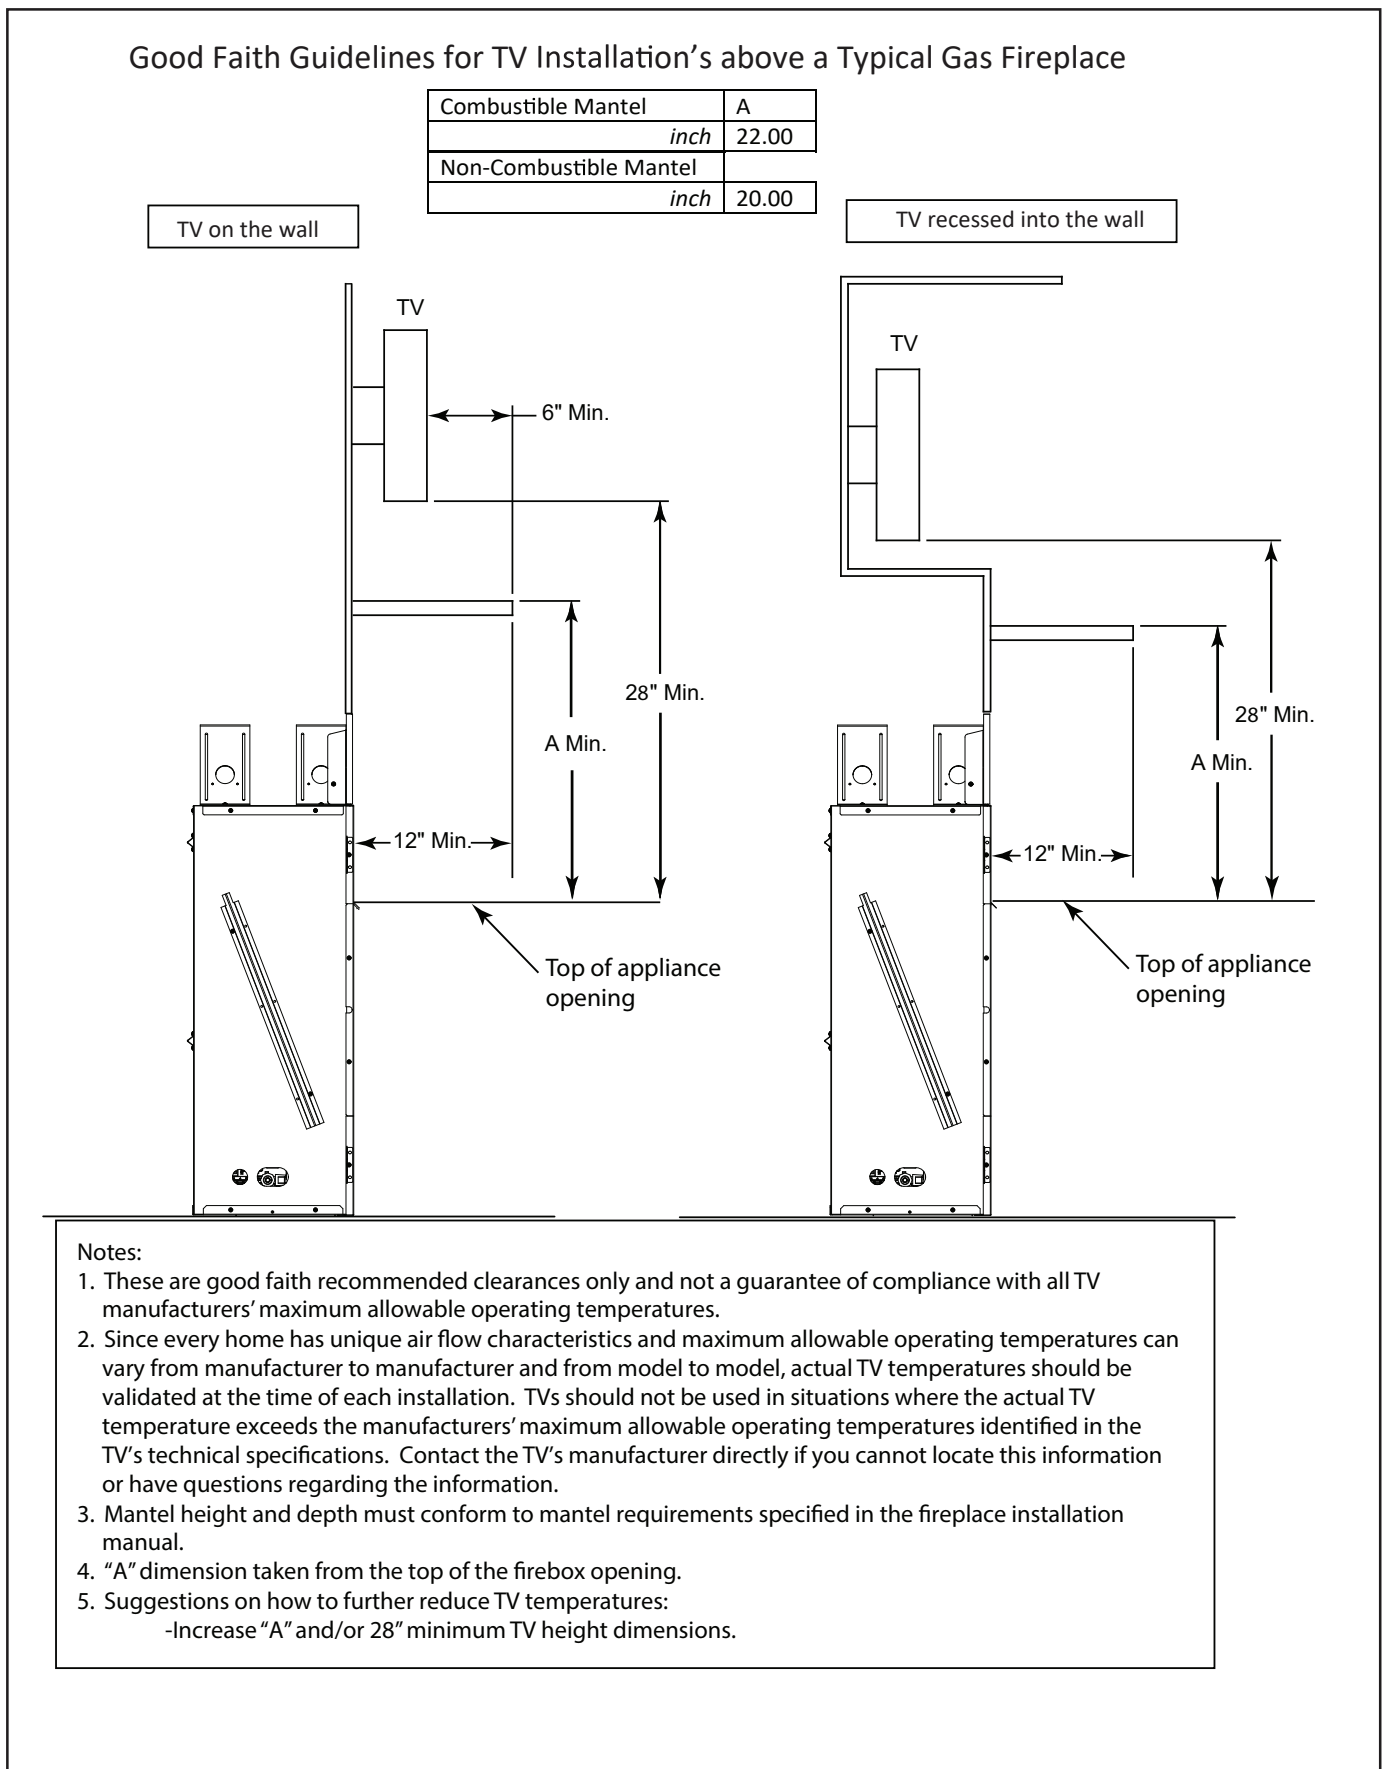 Good Faith Guidelines for TV Installation's above a Typical Gas Fireplace
Combustible Mantel A
inch 22.00
Non-Combustible Mantel
inch 20.00
TV on the wall
TV recessed into the wall
TV
6" Min.
28" Min.
A Min.
12" Min.
Top of appliance
opening
TV
28" Min.
A Min.
12" Min.
Top of appliance
opening
Notes:
1. These are good faith recommended clearances only and not a guarantee of compliance with all TV
manufacturers’ maximum allowable operating temperatures.
2. Since every home has unique air flow characteristics and maximum allowable operating temperatures can
vary from manufacturer to manufacturer and from model to model, actual TV temperatures should be
validated at the time of each installation. TVs should not be used in situations where the actual TV
temperature exceeds the manufacturers’ maximum allowable operating temperatures identified in the
TV’s technical specifications. Contact the TV’s manufacturer directly if you cannot locate this information
or have questions regarding the information.
3. Mantel height and depth must conform to mantel requirements specified in the fireplace installation
manual.
4. “A” dimension taken from the top of the firebox opening.
5. Suggestions on how to further reduce TV temperatures:
-Increase “A” and/or 28” minimum TV height dimensions.